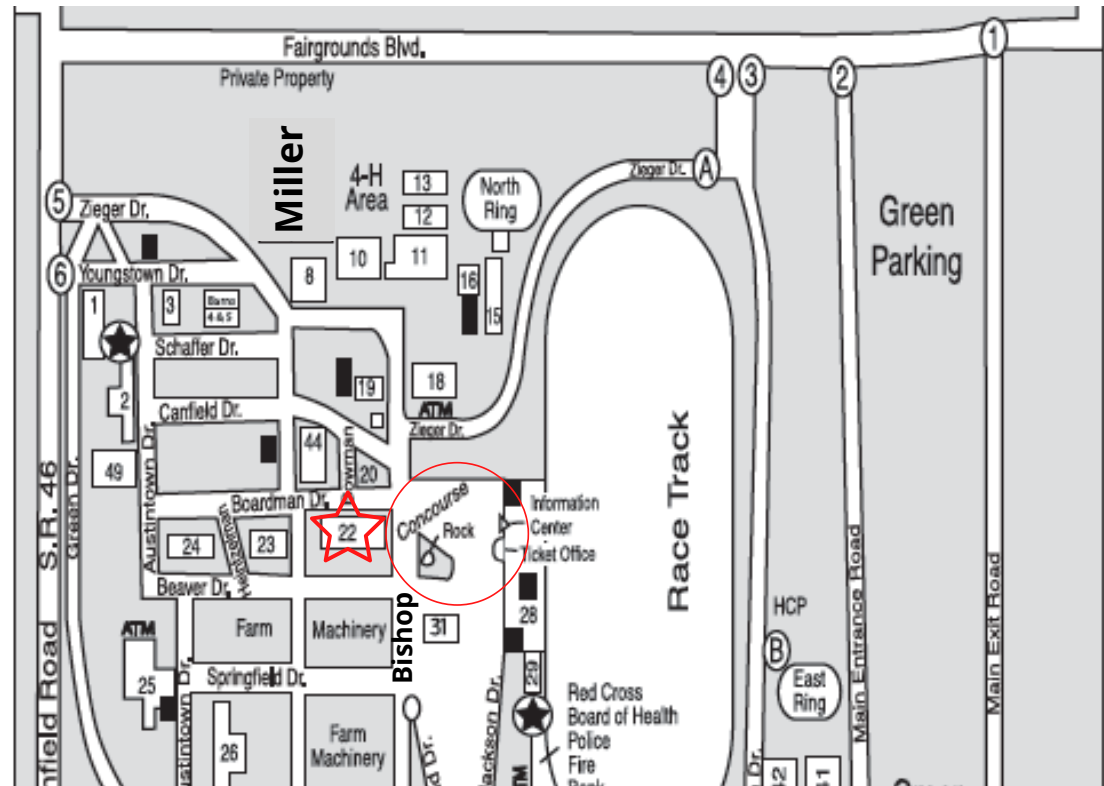 Fairgrounds Blvd.
Private Property
1
2
3
4
Miller
4-H
Area
13
12
North
Ring
Zieger Dr.
A
5
Zieger Dr.
Green
Parking
6
Youngstown Dr.
8
10
11
16
15
1
3
Barns
4 & 5
Schaffer Dr.
2
19
18
ATM
Canfield Dr.
Zieger Dr.
44
20
49
S.R. 46
Green Dr.
Austintown Dr.
Boardman Dr.
Concourse
Rock
Information
Center
Ticket Office
Race Track
22
23
24
Heintzelman
Beaver Dr.
HCP
Main Entrance Road
Main Exit Road
ATM
Farm
Machinery
Bishop
31
28
B
East
Ring
25
Springfield Dr.
29
Red Cross
Board of Health
Police
Fire
26
Farm
Machinery